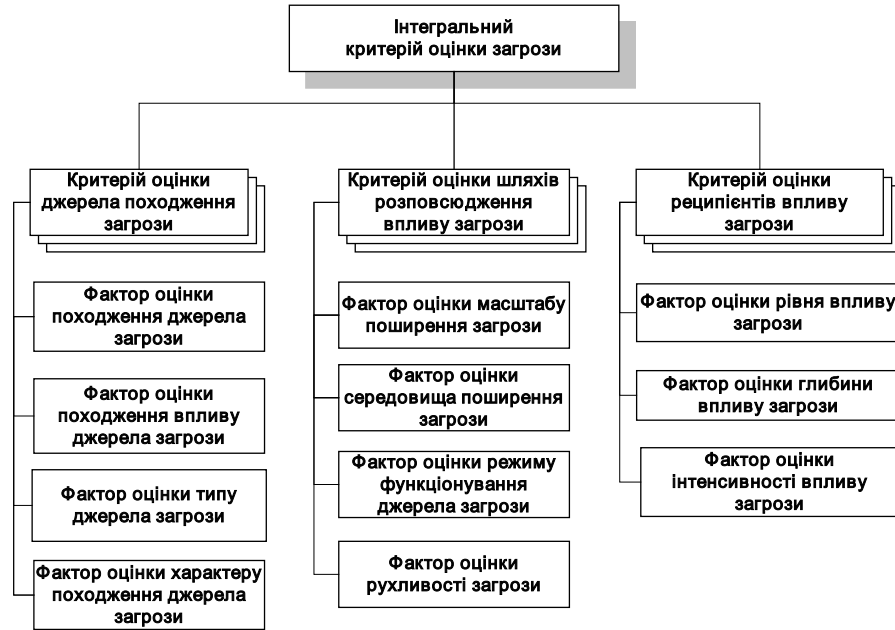 Інтегральний
критерій оцінки загрози
Критерій оцінки
джерела походження
загрози
Фактор оцінки
походження джерела
загрози
Фактор оцінки
походження впливу
джерела загрози
Фактор оцінки типу
джерела загрози
Фактор оцінки характеру
походження джерела
загрози
Критерій оцінки шляхів
розповсюдження
впливу загрози
Фактор оцінки масштабу
поширення загрози
Фактор оцінки
середовища поширення
загрози
Фактор оцінки режиму
функціонування
джерела загрози
Фактор оцінки
рухливості загрози
Критерій оцінки
реципієнтів впливу
загрози
Фактор оцінки рівня впливу
загрози
Фактор оцінки глибини
впливу загрози
Фактор оцінки
інтенсивності впливу
загрози